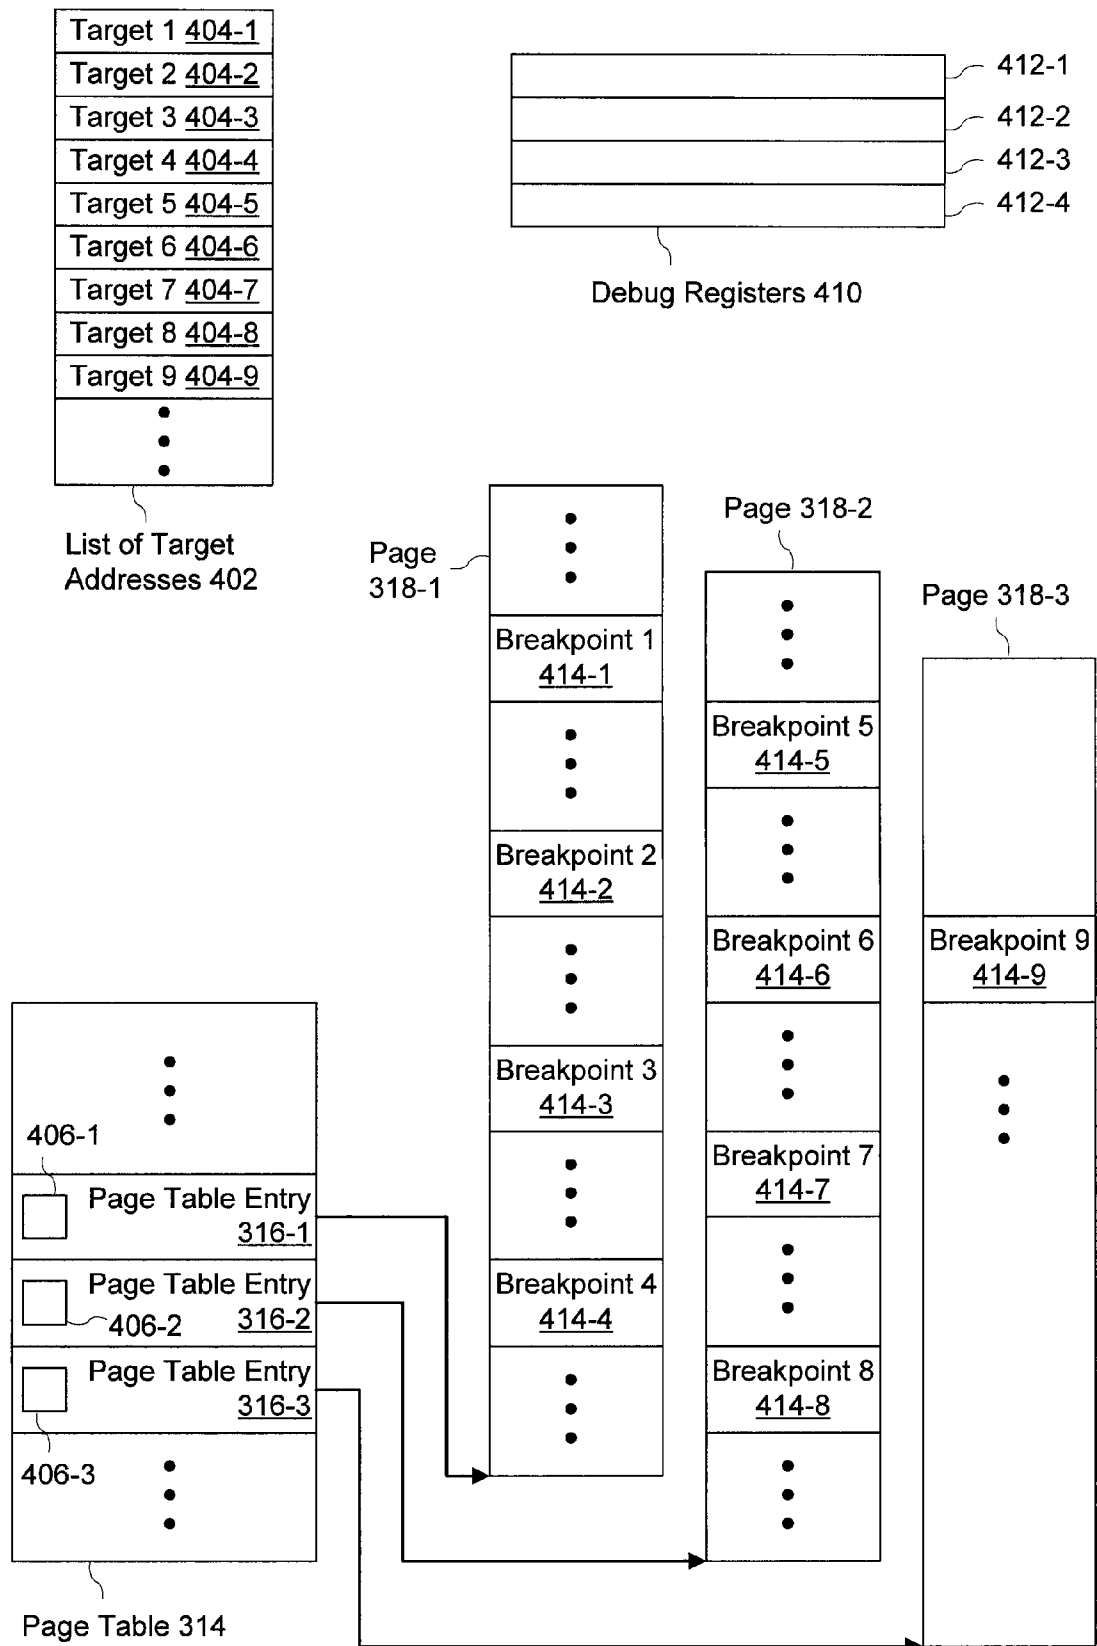 Target 1 404-1
Target 2 404-2
Target 3 404-3
Target 4 404-4
Target 5 404-5
Target 6 404-6
Target 7 404-7
Target 8 404-8
Target 9 404-9
List of Target
Addresses 402
412-1
412-2
412-3
412-4
Debug Registers 410
Page
318-1
Breakpoint 1
414-1
Breakpoint 2
414-2
Breakpoint 3
414-3
Breakpoint 4
414-4
Page 318-2
Breakpoint 5
414-5
Breakpoint 6
414-6
Breakpoint 7
414-7
Breakpoint 8
414-8
Page 318-3
Breakpoint 9
414-9
406-1
Page Table Entry
316-1
Page Table Entry
316-2
406-2
Page Table Entry
316-3
406-3
Page Table 314